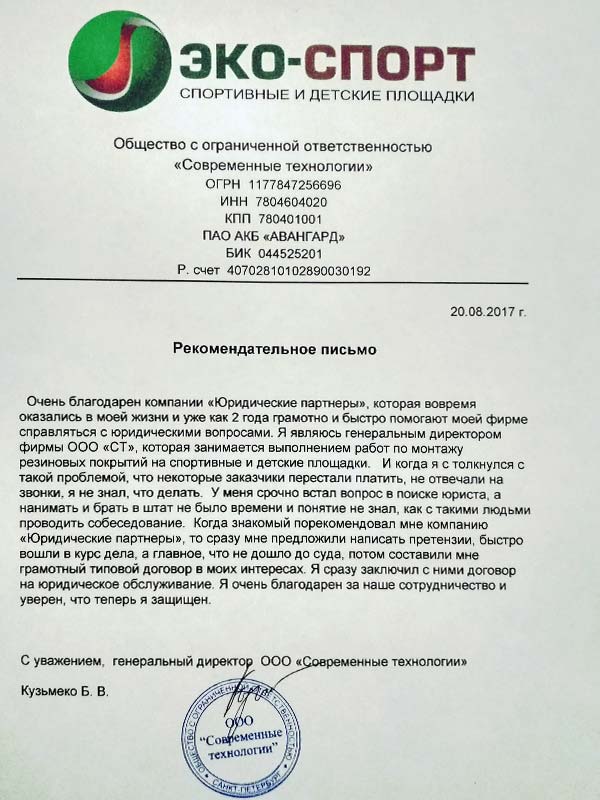 ЭКО-СПОРТ
СПОРТИВНЫЕ И ДЕТСКИЕ ПЛОЩАДКИ
Общество с ограниченной ответственностью
«Современные технологии»
ОГРН 1177847256696
ИНН 7804604020
КПП 780401001
ПАО АКБ «АВАНГАРД»
БИК 044525201
Р. счет 40702810102890030192
20.08.2017 г.
Рекомендательное письмо
Очень благодарен компании «Юридические партнеры», которая вовремя
оказались в моей жизни и уже как 2 года грамотно и быстро помогают моей фирме
справляться с юридическими вопросами. Я являюсь генеральным директором
фирмы ООО «СТ», которая занимается выполнением работ по монтажу
резиновых покрытий на спортивные и детские площадки. И когда я с толкнулся с
такой проблемой, что некоторые заказчики перестали платить, не отвечали на
звонки, я не знал, что делать. У меня срочно встал вопрос в поиске юриста, а
нанимать и брать в штат не было времени и понятие не знал, как с такими людьми
проводить собеседование. Когда знакомый порекомендовал мне компанию
«Юридические партнеры», то сразу мне предложили написать претензии, быстро
вошли в курс дела, а главное, что не дошло до суда, потом составили мне
грамотный типовой договор в моих интересах. Я сразу заключил с ними договор
на юридическое обслуживание. Я очень благодарен за наше сотрудничество и
уверен, что теперь я защищен.
С уважением, генеральный директор ООО «Современные технологии»
Кузьмеко Б. В.
ОБЩЕСТВО С ОГРАНИЧЕННОЙ ОТВЕТСТВЕННОСТЬЮ
ООО
"Современные
технологии"
САНКТ-ПЕТЕРБУРГ